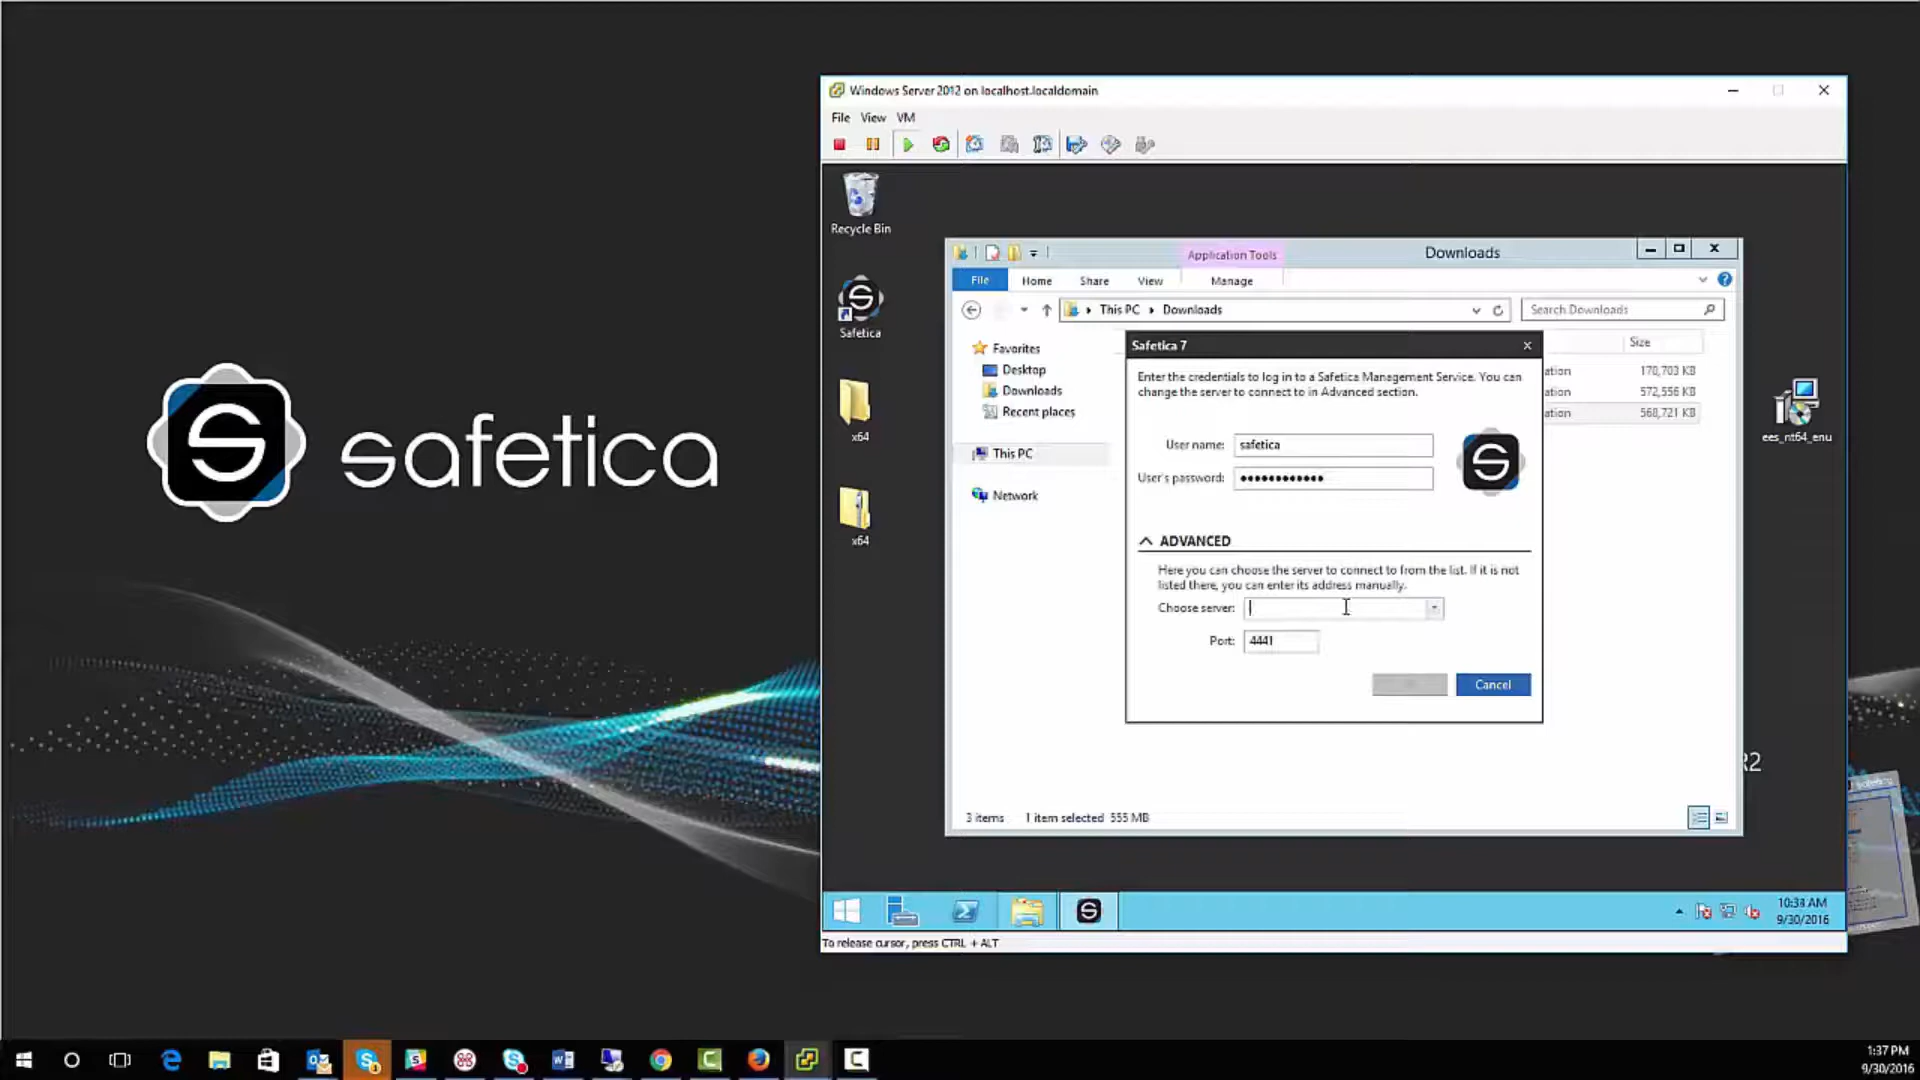 safetica
Windows Server 2012 on localhost.localdomain
File View VM
Recycle Bin
Safetica
x64
x64
ees_nt64_enu
Application Tools
Downloads
File Home Share View Manage
This PC Downloads
Search Downloads
Favorites
Desktop
Downloads
Recent places
This PC
Network
Size
ation 170,703 KB
ation 572,556 KB
ation 568,721 KB
Safetica 7
Enter the credentials to log in to a Safetica Management Service. You can
change the server to connect to in Advanced section.
User name: safetica
User's password: ••••••••••••
ADVANCED
Here you can choose the server to connect to from the list. If it is not
listed there, you can enter its address manually.
Choose server:
Port: 4441
Cancel
R2
3 items 1 item selected 555 MB
10:38 AM
9/30/2016
To release cursor, press CTRL + ALT
1:37 PM
9/30/2016